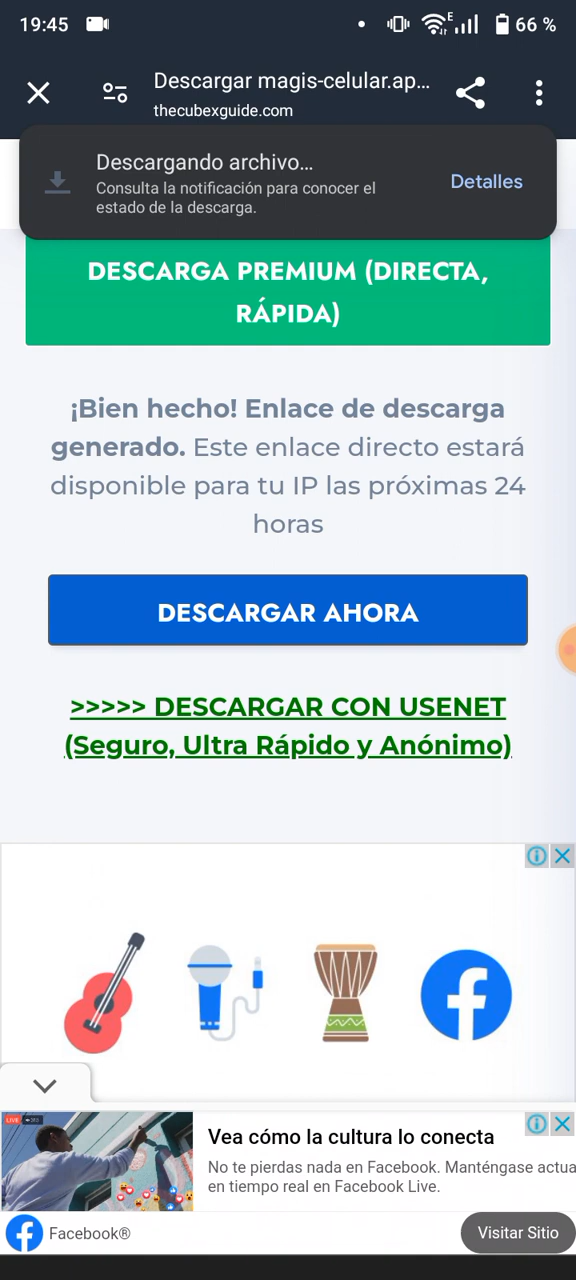 19:45
E
66 %
Descargar magis-celular.ap...
thecubexguide.com
Descargando archivo...
Consulta la notificación para conocer el
estado de la descarga.
Detalles
DESCARGA PREMIUM (DIRECTA,
RÁPIDA)
¡Bien hecho! Enlace de descarga
generado. Este enlace directo estará
disponible para tu IP las próximas 24
horas
DESCARGAR AHORA
>>>>> DESCARGAR CON USENET
(Seguro, Ultra Rápido y Anónimo)
LIVE
Vea cómo la cultura lo conecta
No te pierdas nada en Facebook. Manténgase actua
en tiempo real en Facebook Live.
Facebook®
Visitar Sitio